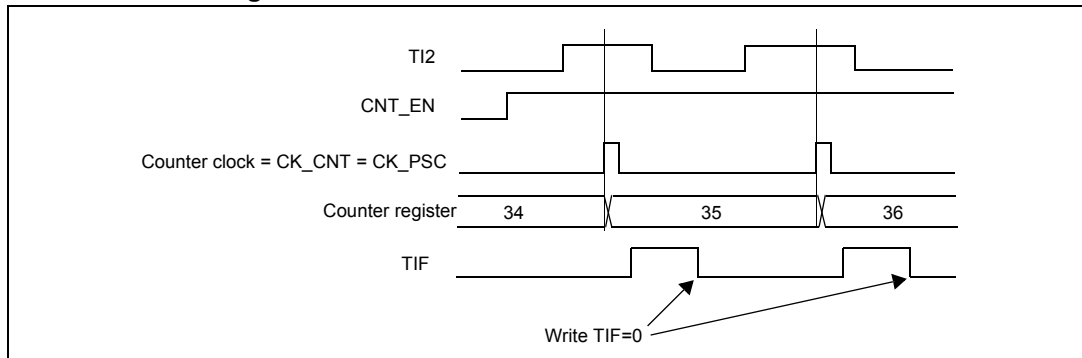 TI2
CNT_EN
Counter clock = CK_CNT = CK_PSC
Counter register 34 35 36
TIF
Write TIF=0